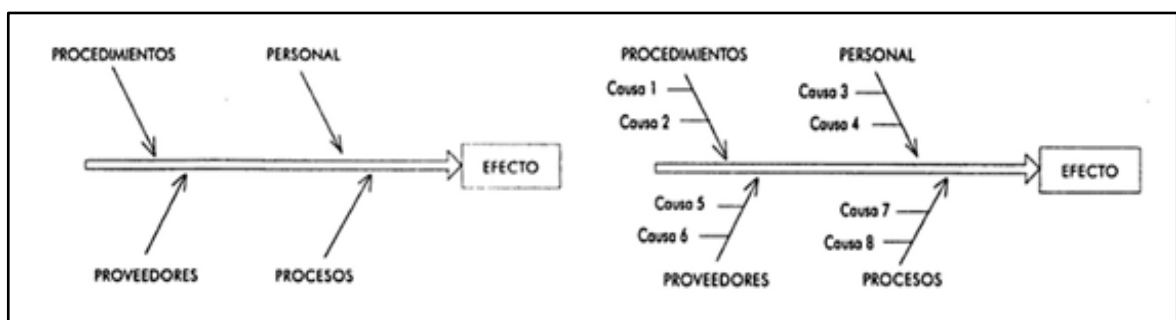 PROCEDIMIENTOS
PERSONAL
EFECTO
PROVEEDORES
PROCESOS
PROCEDIMIENTOS
PERSONAL
Causa 1
Causa 3
Causa 2
Causa 4
EFECTO
Causa 5
Causa 7
Causa 6
Causa 8
PROVEEDORES
PROCESOS